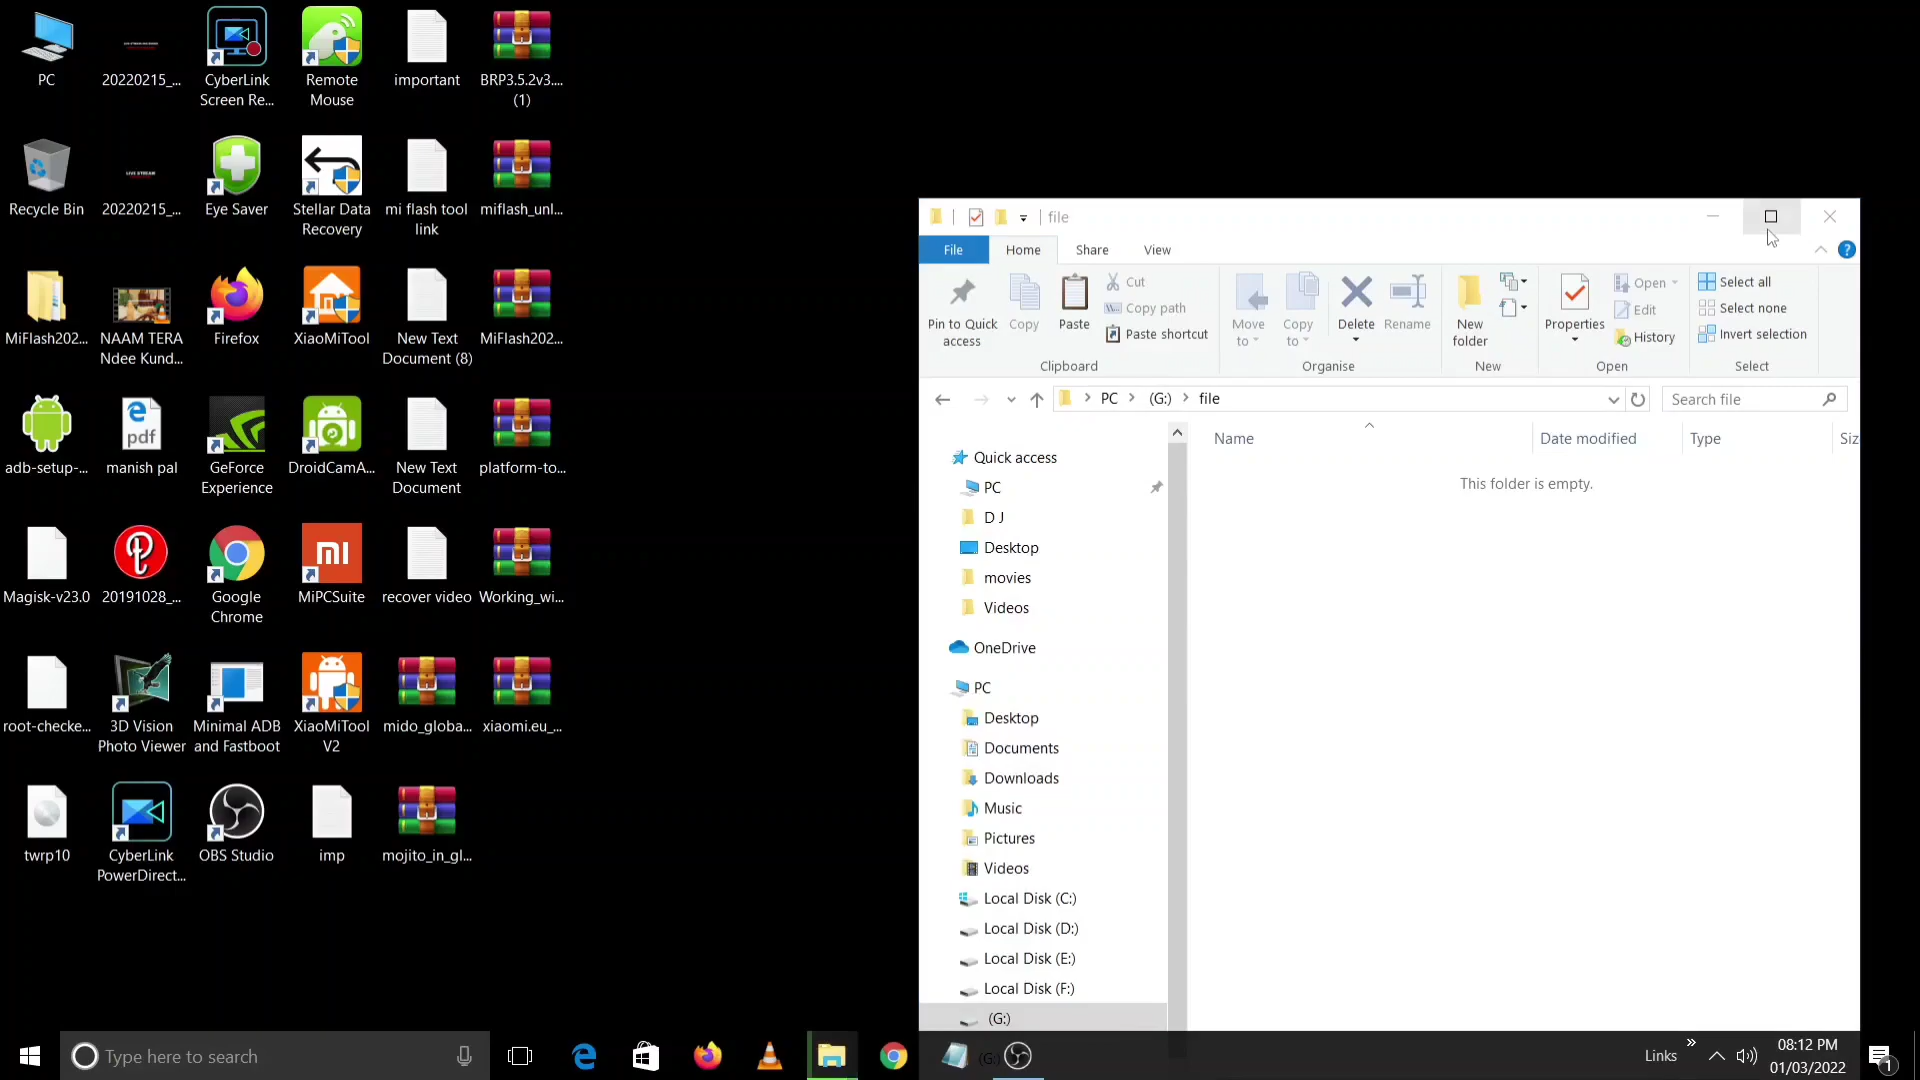 PC
20220215_...
CyberLink
Screen Re...
Remote
Mouse
important
BRP3.5.2v3....
(1)
Recycle Bin
LIVE STREAM
20220215_...
Eye Saver
Stellar Data
Recovery
mi flash tool
link
miflash_unl...
MiFlash202...
NAAM TERA
Ndee Kund...
Firefox
XiaoMiTool
New Text
Document (8)
MiFlash202...
adb-setup-...
pdf
manish pal
GeForce
Experience
DroidCamA...
New Text
Document
platform-to...
Magisk-v23.0
20191028_...
Google
Chrome
MiPCSuite
recover video
Working_wi...
root-checke...
3D Vision
Photo Viewer
Minimal ADB
and Fastboot
XiaoMiTool
V2
mido_globa...
xiaomi.eu_...
twrp10
CyberLink
PowerDirect...
OBS Studio
imp
mojito_in_gl...
file
File
Home
Share
View
Pin to Quick
access
Copy
Paste
Cut
Copy path
Paste shortcut
Clipboard
Move
to
Copy
to
Delete
Rename
Organise
New
folder
New
Properties
Open
Edit
History
Open
Select all
Select none
Invert selection
Select
PC > (G:) > file
Search file
Name
Date modified
Type
Siz
This folder is empty.
Quick access
PC
D J
Desktop
movies
Videos
OneDrive
PC
Desktop
Documents
Downloads
Music
Pictures
Videos
Local Disk (C:)
Local Disk (D:)
Local Disk (E:)
Local Disk (F:)
(G:)
(G:)
Type here to search
Links
08:12 PM
01/03/2022
1